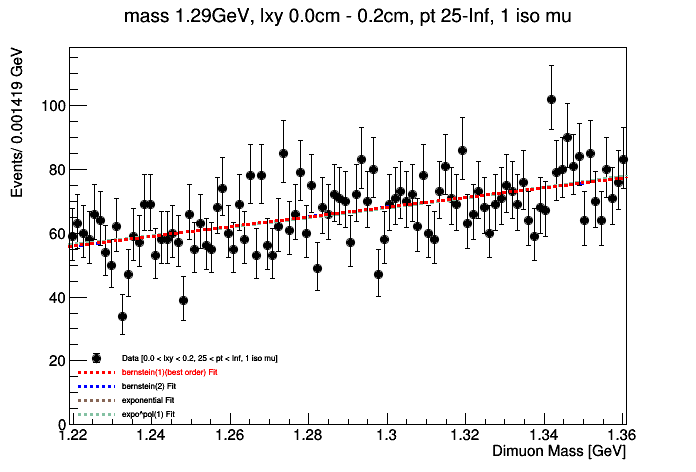 mass 1.29GeV, lxy 0.0cm - 0.2cm, pt 25-Inf, 1 iso mu
Events/ 0.001419 GeV
100
80
60
40
20
0
Data [0.0 < lxy < 0.2, 25 < pt < Inf, 1 iso mu]
bernstein(1)(best order) Fit
bernstein(2) Fit
exponential Fit
expo*pol(1) Fit
1.22 1.24 1.26 1.28 1.3 1.32 1.34 1.36
Dimuon Mass [GeV]